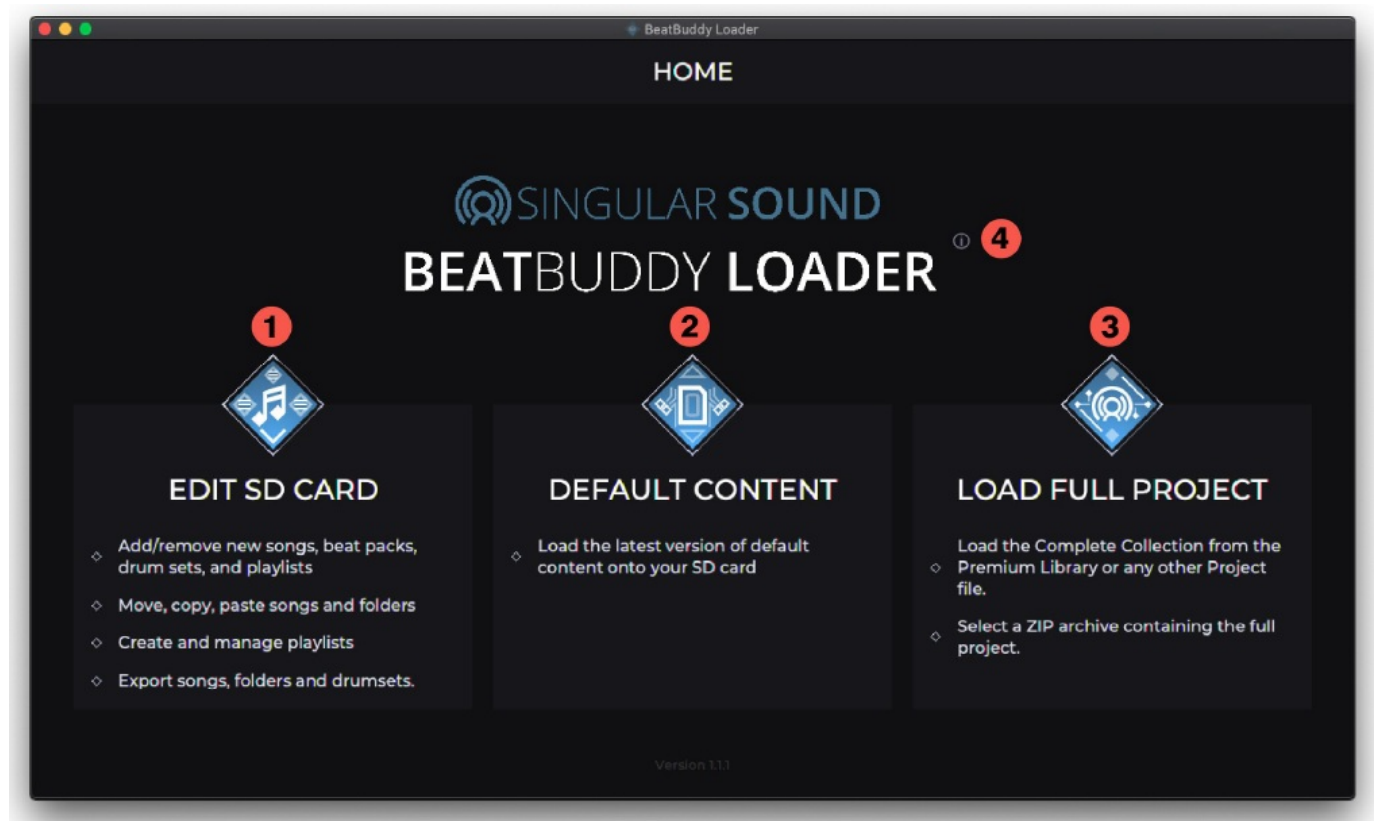 BeatBuddy Loader
HOME
SINGULAR SOUND
BEATBUDDY LOADER
4
1
2
3
EDIT SD CARD
Add/remove new songs, beat packs,
drum sets, and playlists
Move, copy, paste songs and folders
Create and manage playlists
Export songs, folders and drumsets.
DEFAULT CONTENT
Load the latest version of default
content onto your SD card
LOAD FULL PROJECT
Load the Complete Collection from the
Premium Library or any other Project
file.
Select a ZIP archive containing the full
project.
Version 1.1.1